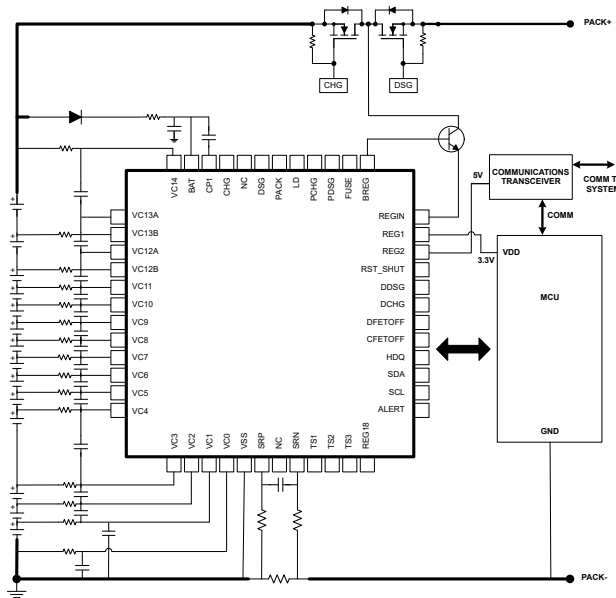 PACK+
CHG
DSG
VC14
BAT
CP1
CHG
NC
DSG
PACK
LD
PCHG
PDSG
FUSE
BREG
COMMUNICATIONS
TRANSCEIVER
COMM T
SYSTEM
5V
COMM
VC13A
VC13B
VC12A
VC12B
VC11
VC10
VC9
VC8
VC7
VC6
VC5
VC4
REGIN
REG1
REG2
RST_SHUT
DDSG
DCHG
DFETOFF
CFETOFF
HDQ
SDA
SCL
ALERT
3.3V
VDD
MCU
GND
VC3
VC2
VC1
VC0
VSS
SRP
NC
SRN
TS1
TS2
TS3
REG18
PACK-